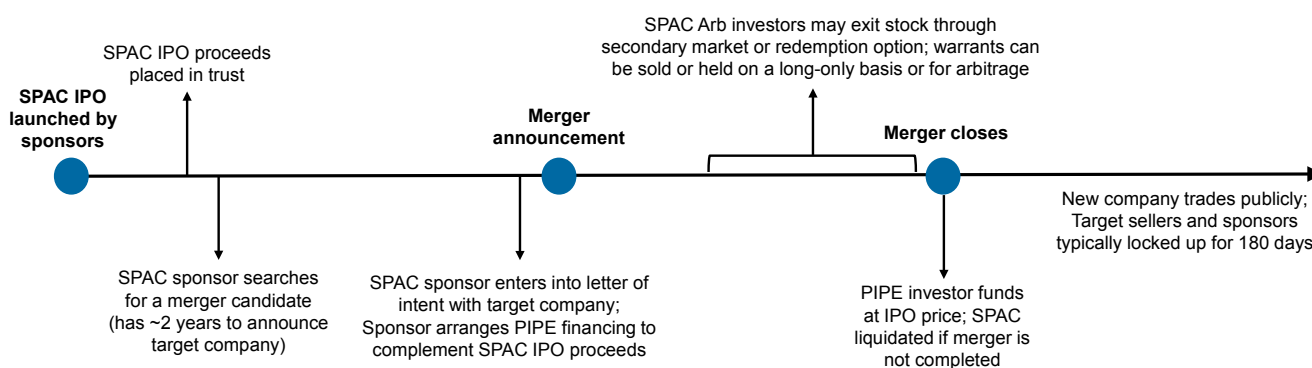 SPAC IPO
launched by
sponsors
SPAC IPO proceeds
placed in trust
SPAC sponsor searches
for a merger candidate
(has ~2 years to announce
target company)
Merger
announcement
SPAC sponsor enters into letter of
intent with target company;
Sponsor arranges PIPE financing to
complement SPAC IPO proceeds
SPAC Arb investors may exit stock through
secondary market or redemption option; warrants can
be sold or held on a long-only basis or for arbitrage
Merger closes
PIPE investor funds
at IPO price; SPAC
liquidated if merger is
not completed
New company trades publicly;
Target sellers and sponsors
typically locked up for 180 days